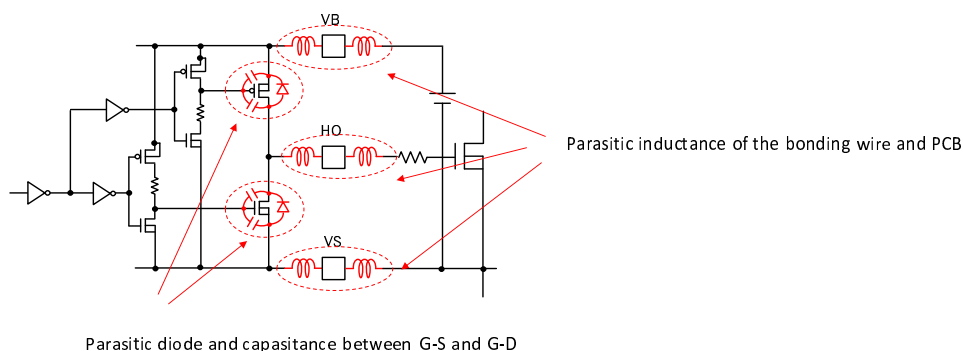 VB
HO
Parasitic inductance of the bonding wire and PCB
VS
Parasitic diode and capasitance between G-S and G-D